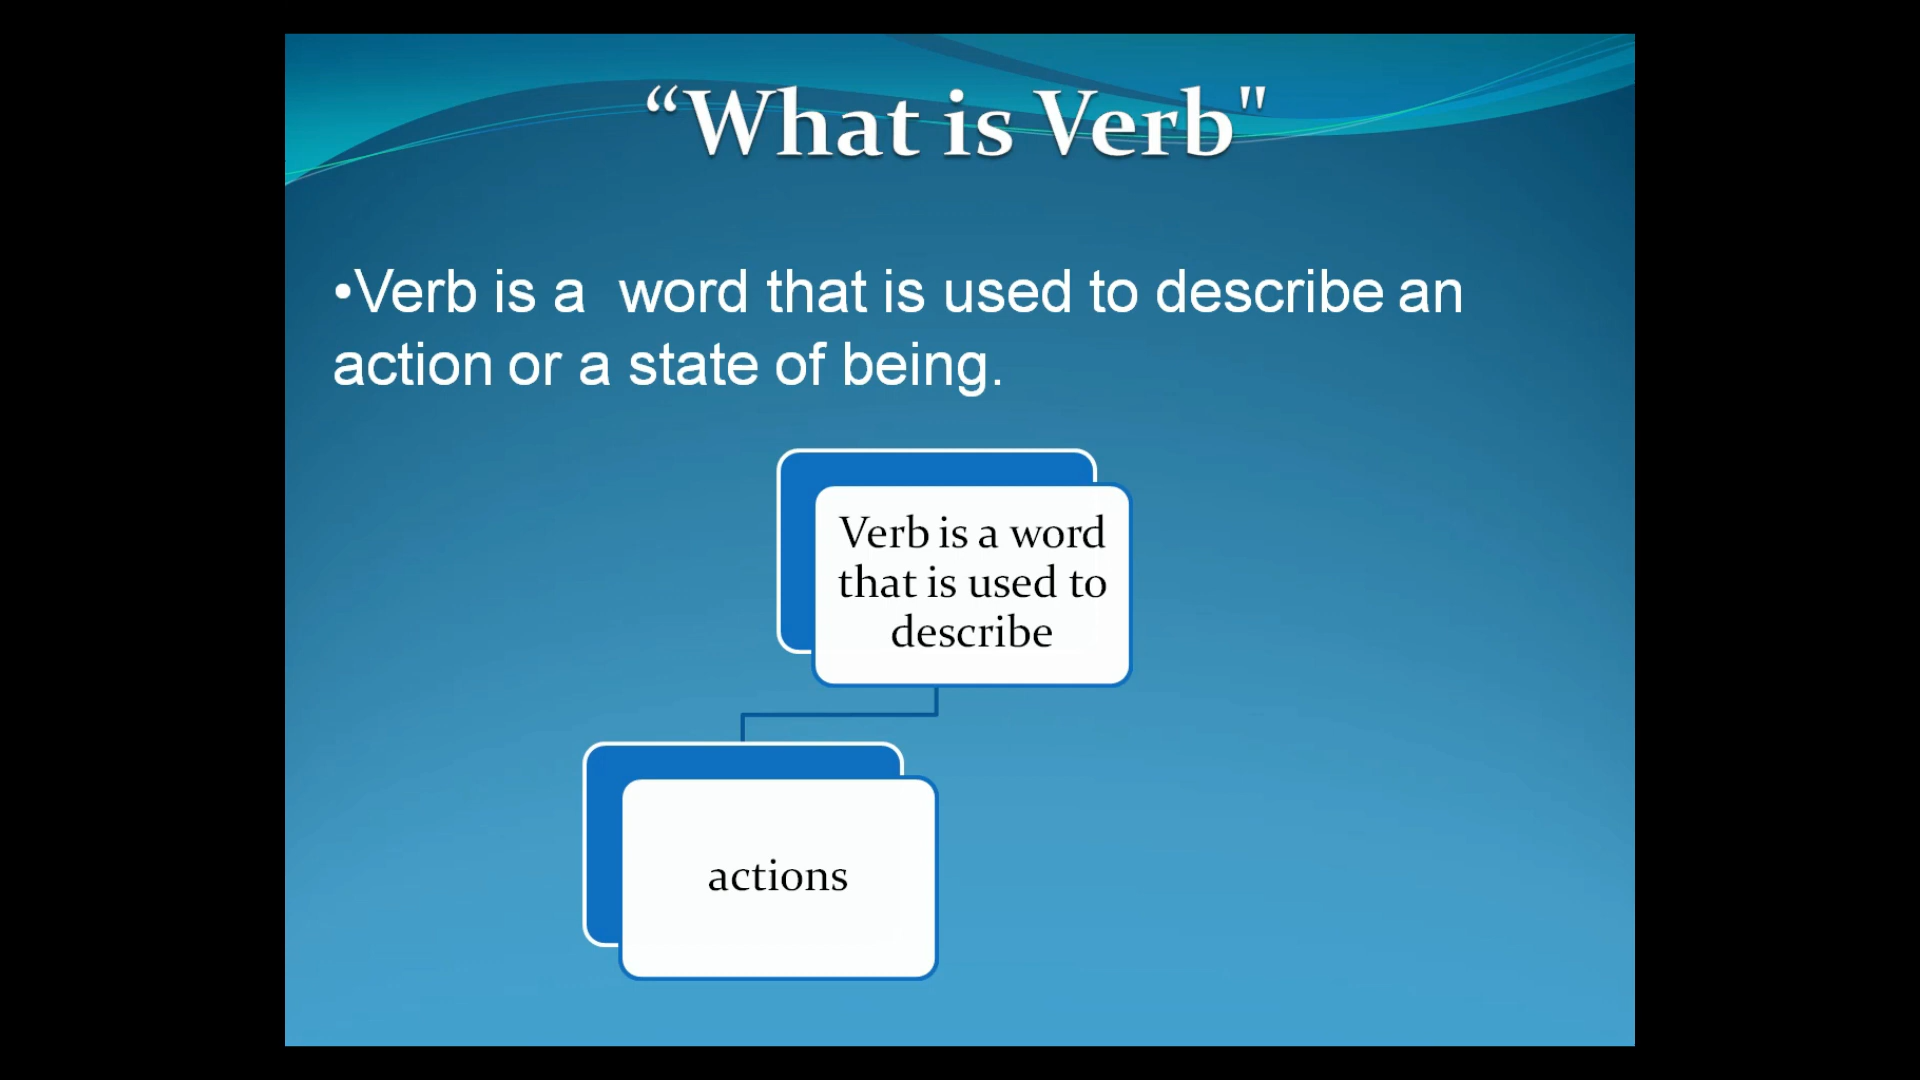 “What is Verb"
•Verb is a  word that is used to describe an
action or a state of being.
Verb is a word
that is used to
describe
actions